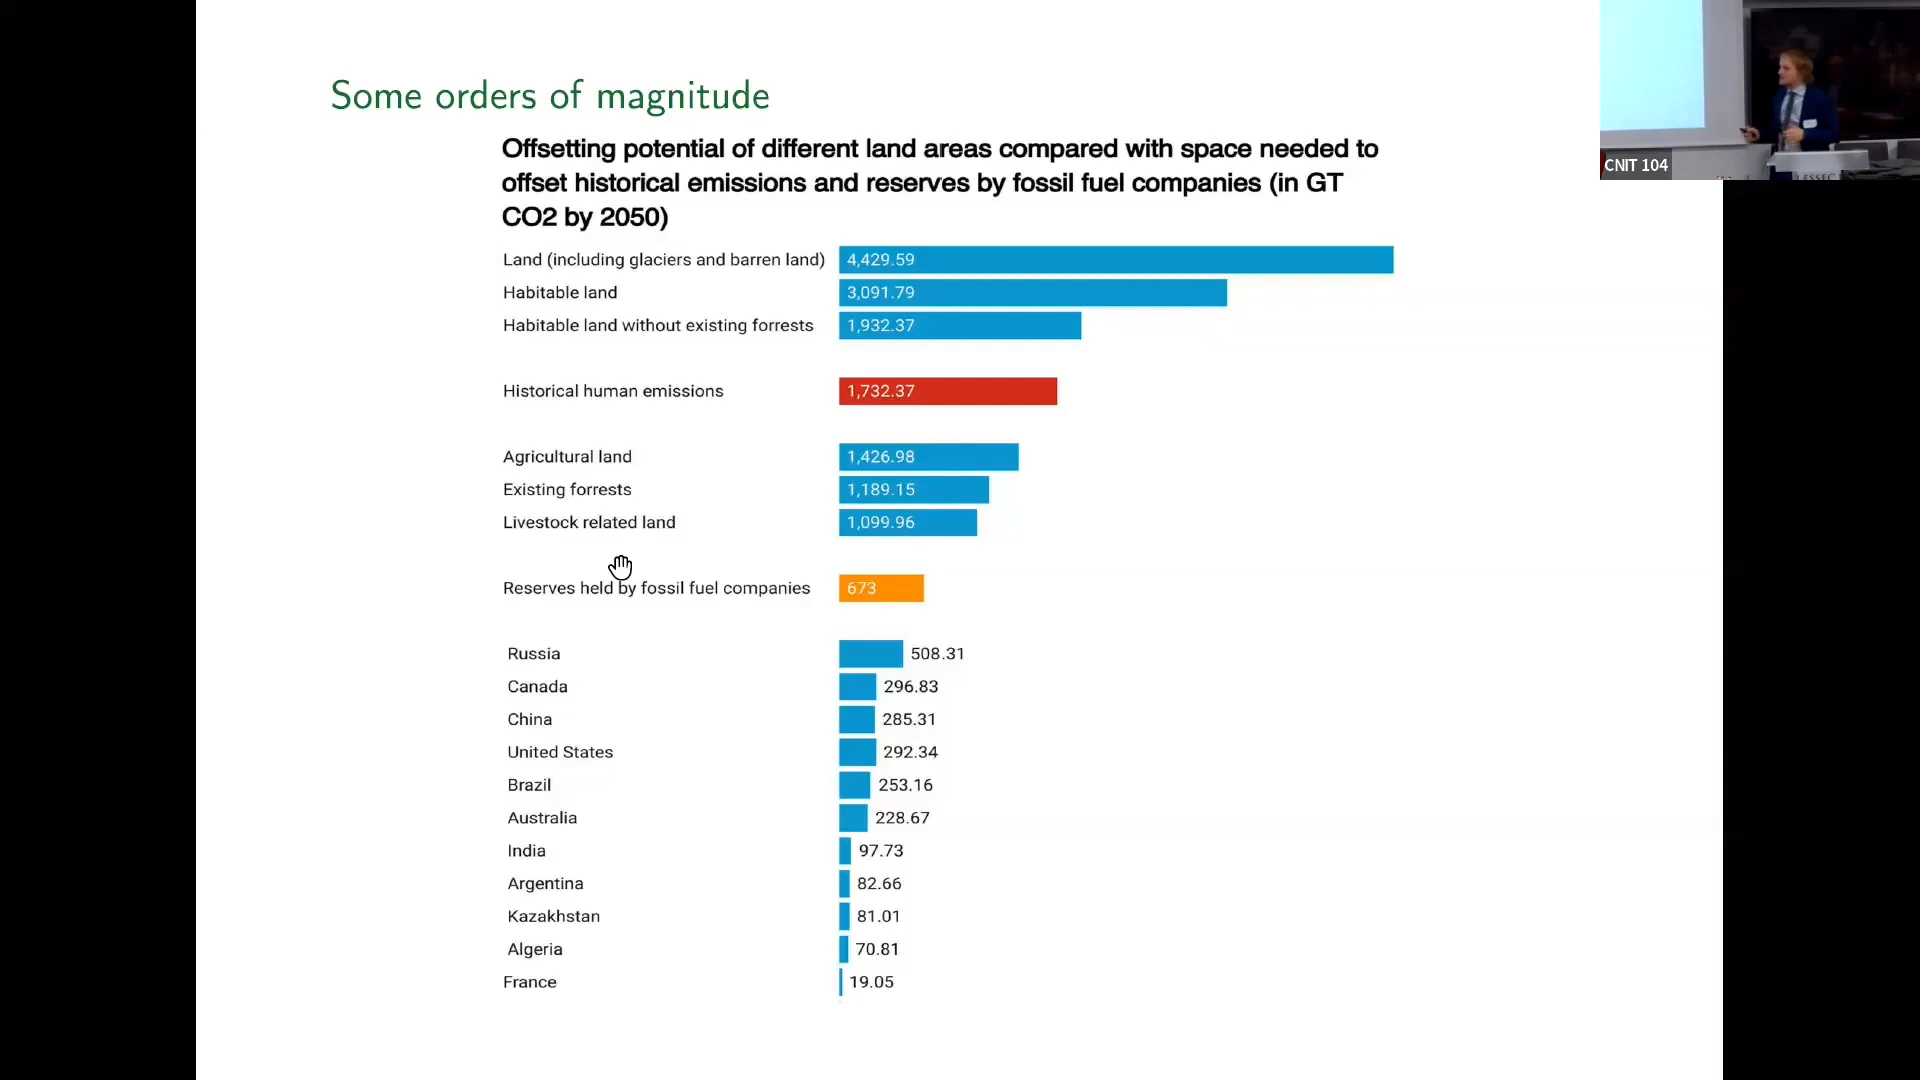 Some orders of magnitude
Offsetting potential of different land areas compared with space needed to
offset historical emissions and reserves by fossil fuel companies (in GT
CO2 by 2050)
Land (including glaciers and barren land) 4,429.59
Habitable land 3,091.79
Habitable land without existing forrests 1,932.37
Historical human emissions 1,732.37
Agricultural land 1,426.98
Existing forrests 1,189.15
Livestock related land 1,099.96
Reserves held by fossil fuel companies 673
Russia 508.31
Canada 296.83
China 285.31
United States 292.34
Brazil 253.16
Australia 228.67
India 97.73
Argentina 82.66
Kazakhstan 81.01
Algeria 70.81
France 19.05
CNIT 104
ESSEC